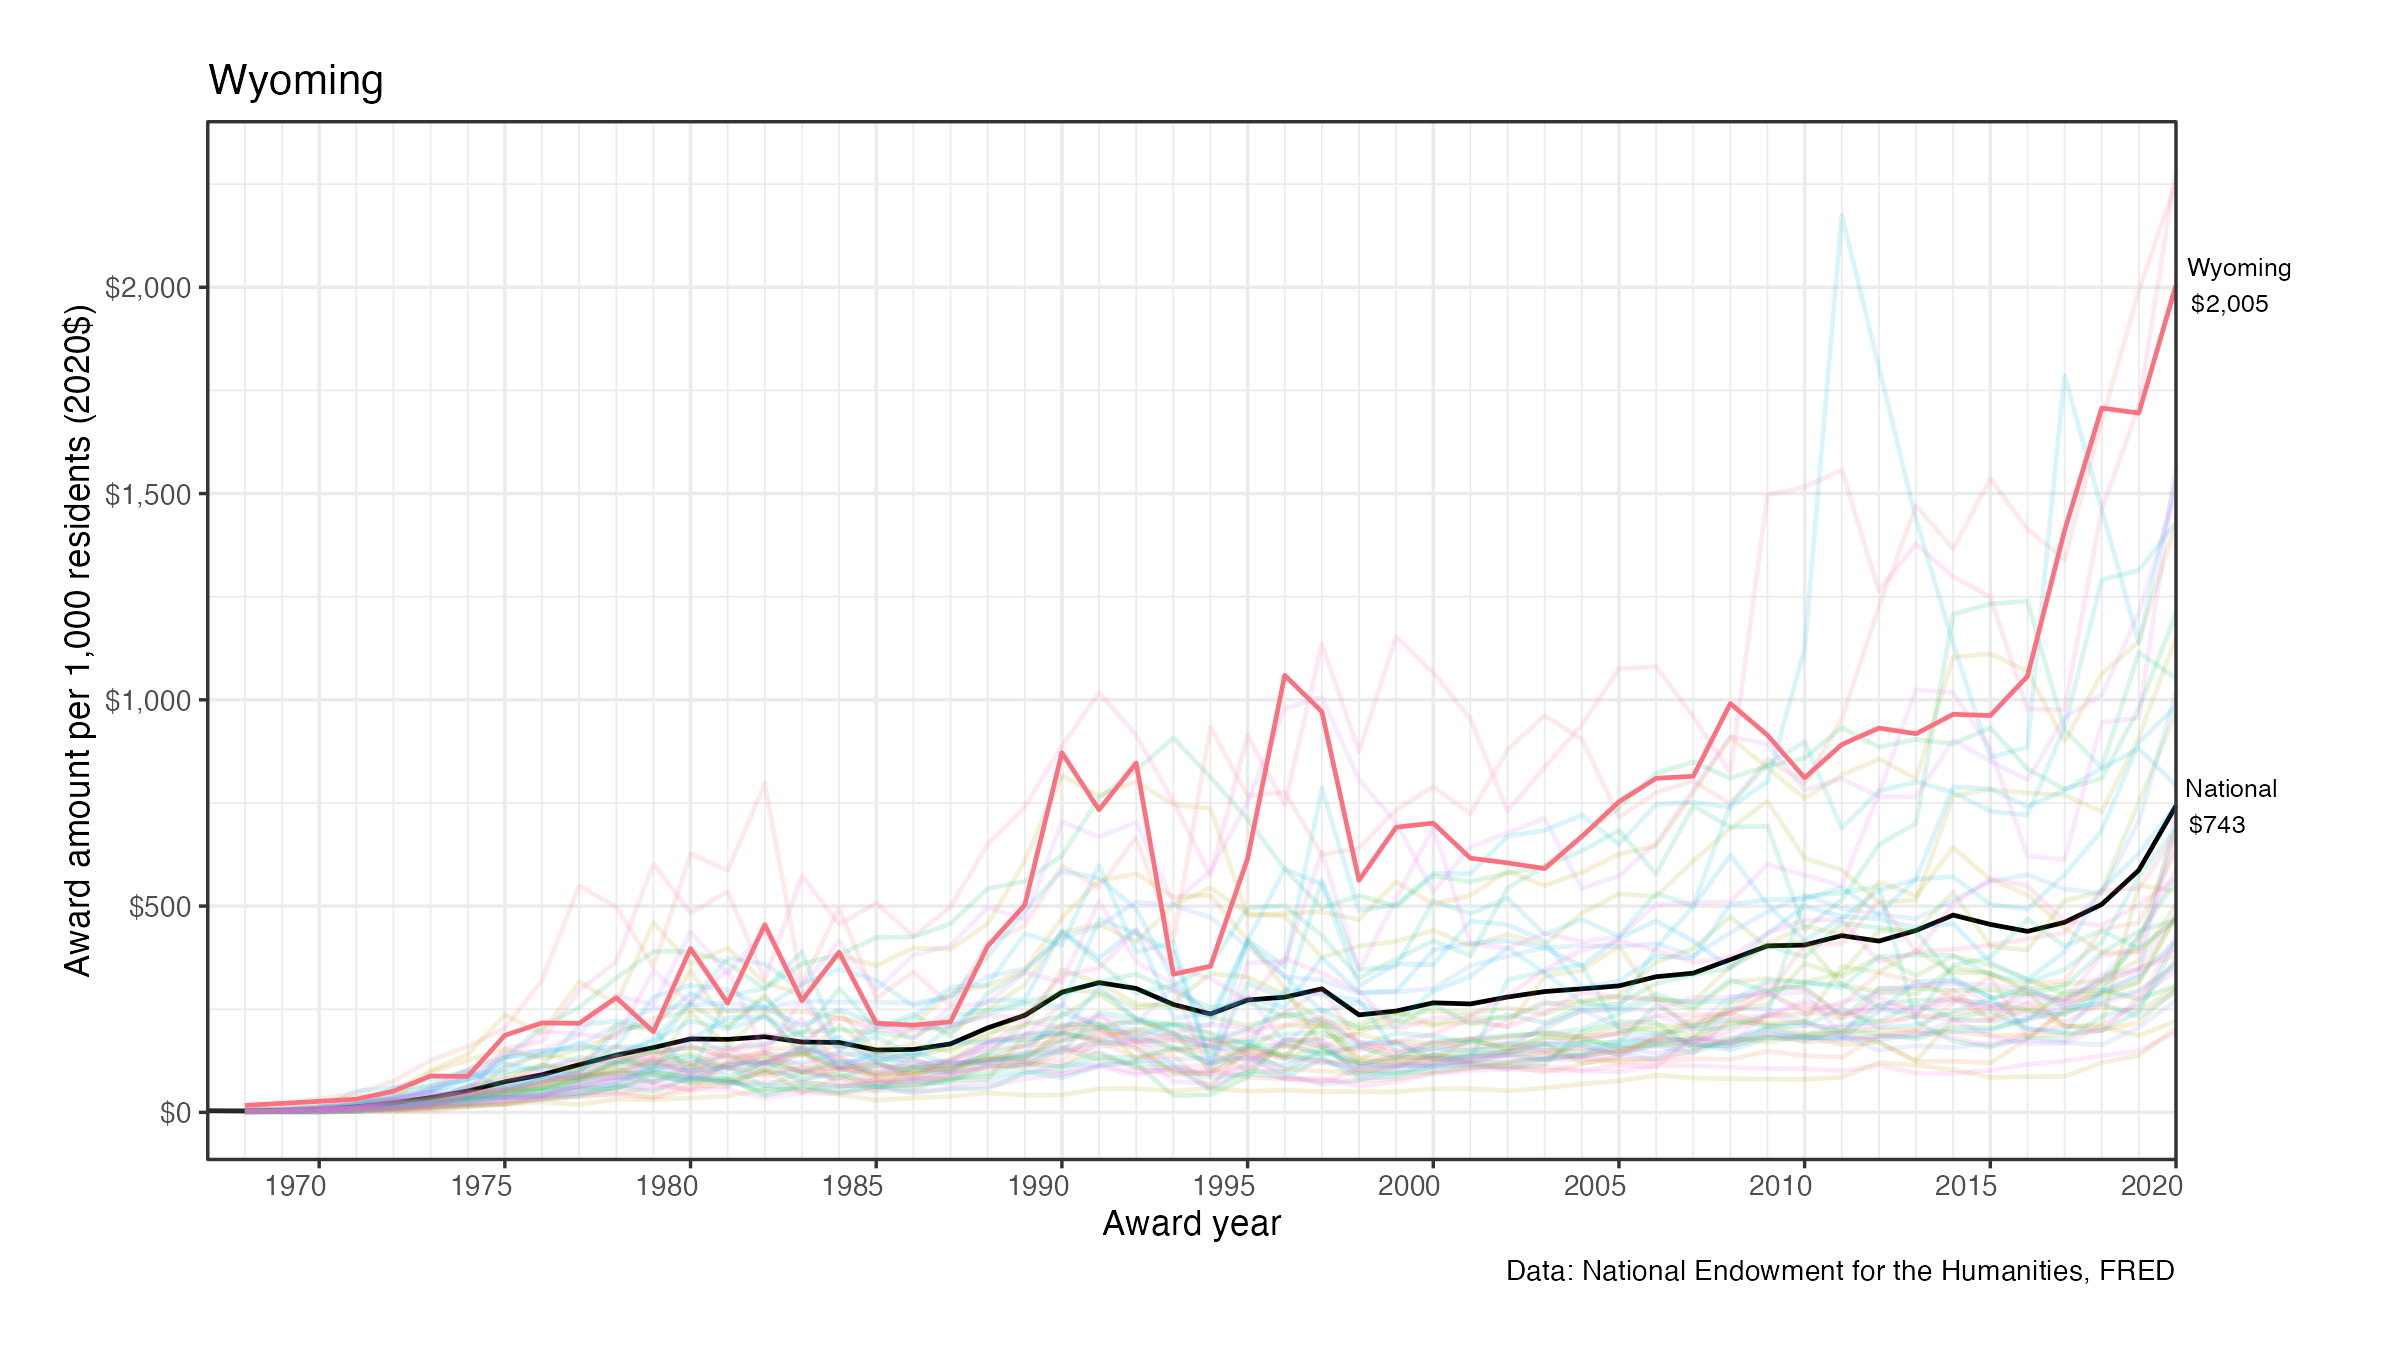 Wyoming
Award amount per 1,000 residents (2020$)
$2,000
$1,500
$1,000
$500
$0
Wyoming
$2,005
National
$743
1970 1975 1980 1985 1990 1995 2000 2005 2010 2015 2020
Award year
Data: National Endowment for the Humanities, FRED